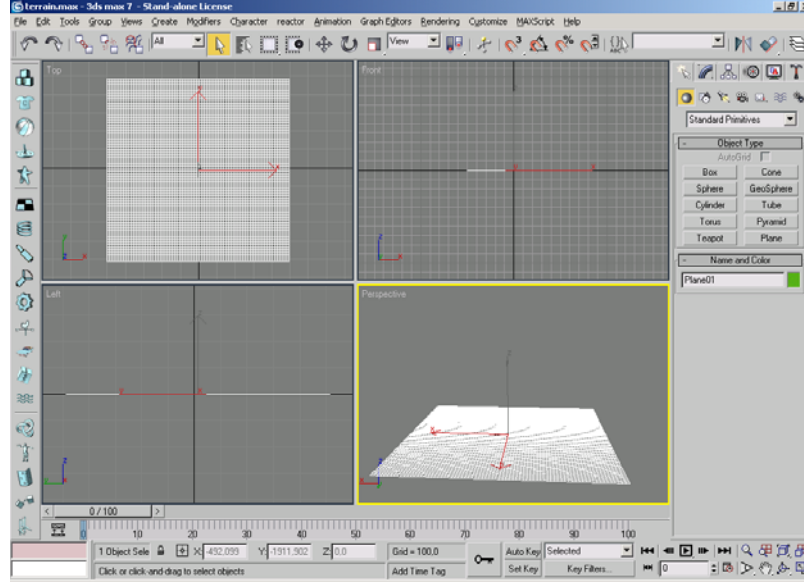 terrain.max - 3ds max 7 - Stand-alone License
File Edit Tools Group Views Create Modifiers Character reactor Animation Graph Editors Rendering Customize MAXScript Help
All
View
Top
Front
Standard Primitives
- Object Type
AutoGrid
Box Cone
Sphere GeoSphere
Cylinder Tube
Torus Pyramid
Teapot Plane
- Name and Color
Plane01
Left
Perspective
< 0 / 100 >
0 10 20 30 40 50 60 70 80 90 100
1 Object Sele X: -492.099 Y: -1911.902 Z: 0.0 Grid = 100.0 Auto Key Selected
Click or click-and-drag to select objects Add Time Tag Set Key Key Filters... 0